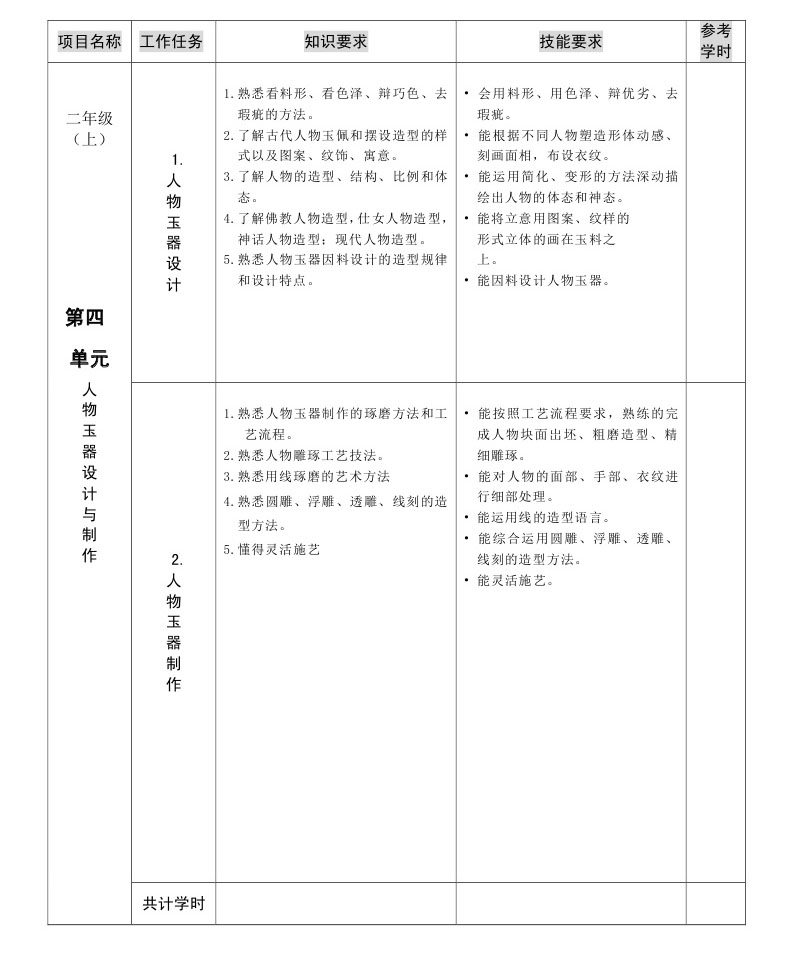 项目名称 工作任务 知识要求 技能要求 参考
学时
二年级
（上）
第四
单元
人
物
玉
器
设
计
与
制
作
1.
人
物
玉
器
设
计
1.熟悉看料形、看色泽、辩巧色、去
瑕疵的方法。
2.了解古代人物玉佩和摆设造型的样
式以及图案、纹饰、寓意。
3.了解人物的造型、结构、比例和体
态。
4.了解佛教人物造型，仕女人物造型，
神话人物造型；现代人物造型。
5.熟悉人物玉器因料设计的造型规律
和设计特点。
• 会用料形、用色泽、辩优劣、去
瑕疵。
• 能根据不同人物塑造形体动感、
刻画面相，布设衣纹。
• 能运用简化、变形的方法深动描
绘出人物的体态和神态。
• 能将立意用图案、纹样的
形式立体的画在玉料之
上。
• 能因料设计人物玉器。
2.
人
物
玉
器
制
作
1.熟悉人物玉器制作的琢磨方法和工
艺流程。
2.熟悉人物雕琢工艺技法。
3.熟悉用线琢磨的艺术方法
4.熟悉圆雕、浮雕、透雕、线刻的造
型方法。
5.懂得灵活施艺
• 能按照工艺流程要求，熟练的完
成人物块面出坯、粗磨造型、精
细雕琢。
• 能对人物的面部、手部、衣纹进
行细部处理。
• 能运用线的造型语言。
• 能综合运用圆雕、浮雕、透雕、
线刻的造型方法。
• 能灵活施艺。
共计学时